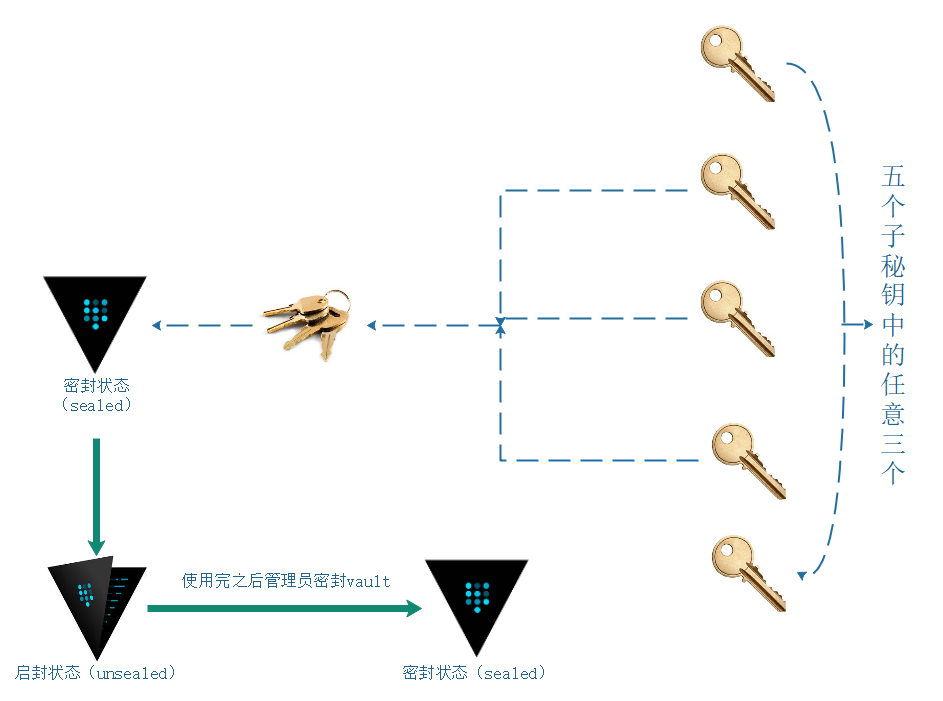 五个子秘钥中的任意三个
密封状态
（sealed）
使用完之后管理员密封vault
启封状态（unsealed）
密封状态（sealed）